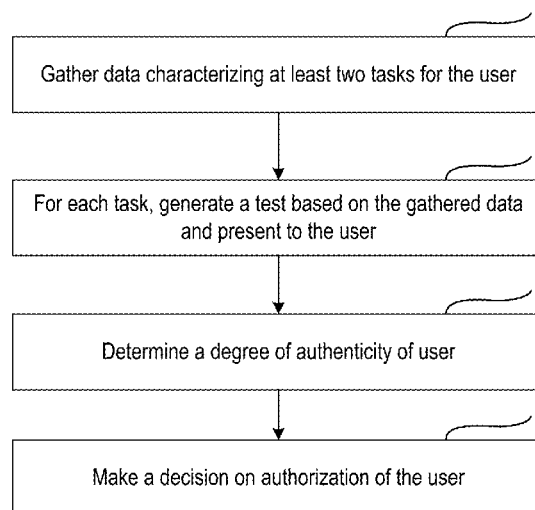 Gather data characterizing at least two tasks for the user
For each task, generate a test based on the gathered data
and present to the user
Determine a degree of authenticity of user
Make a decision on authorization of the user